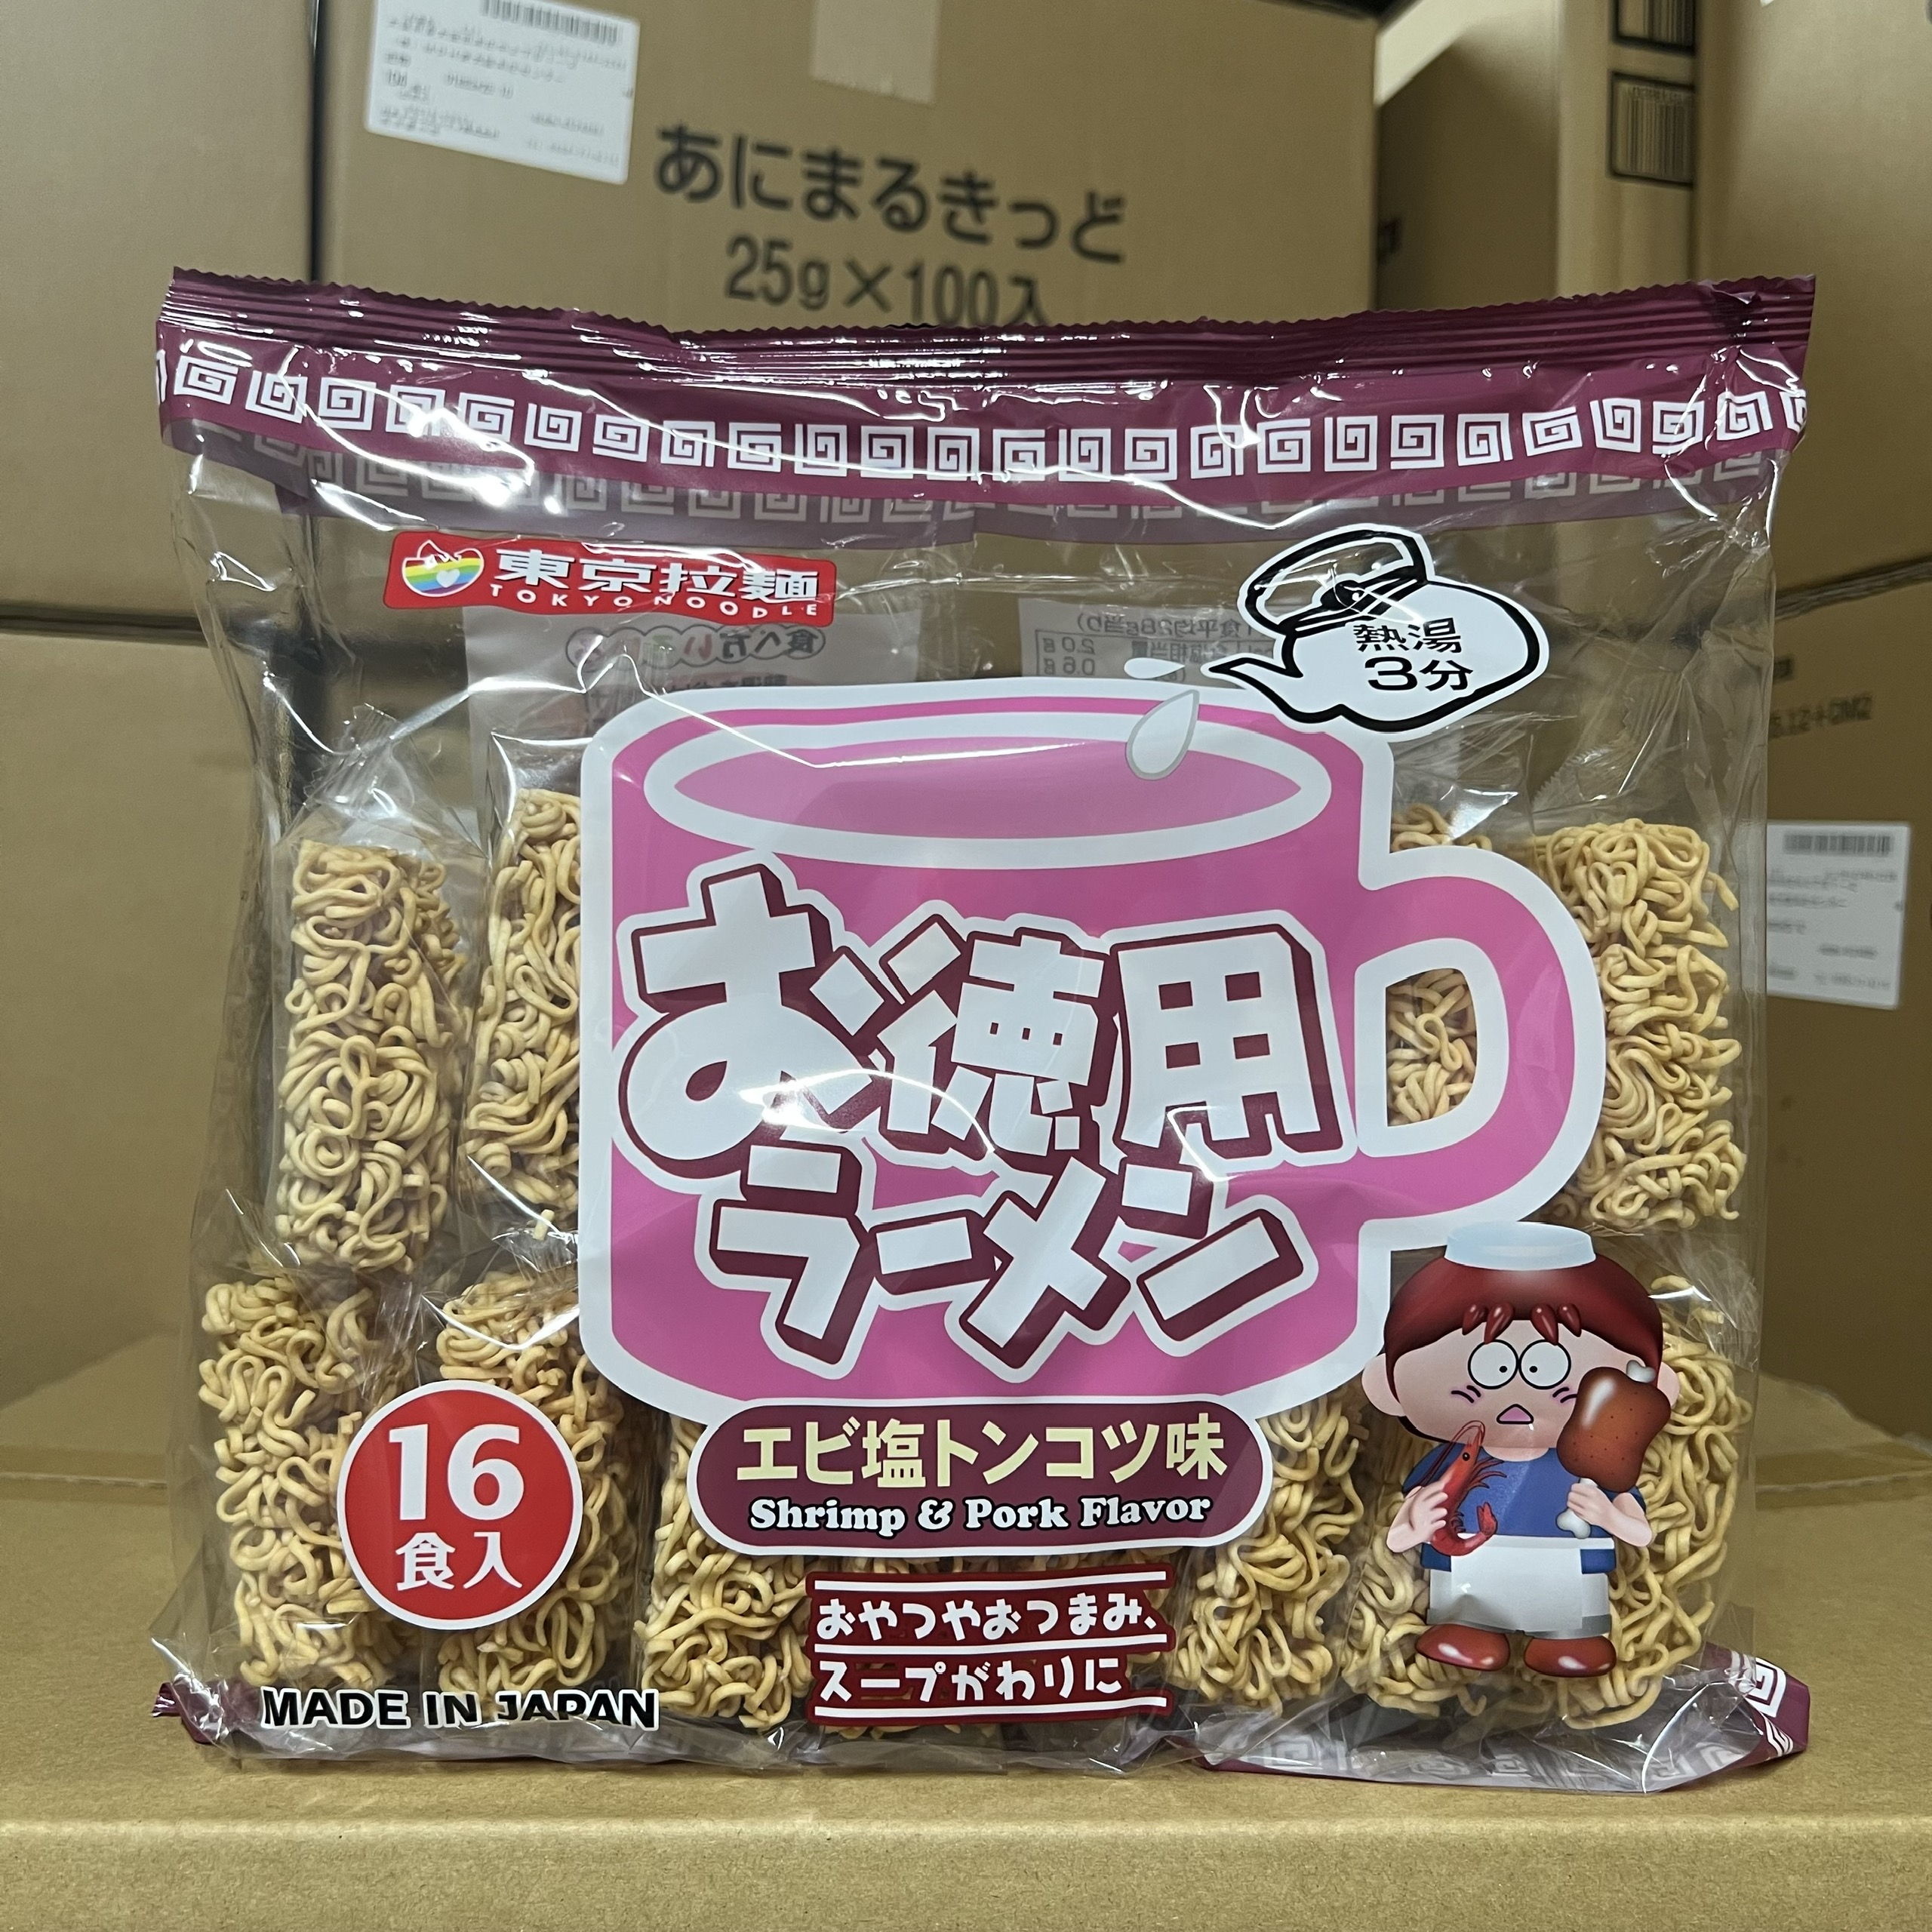 あにまるきっど
25g×100入
東京拉麺
TOKYO NOODLE
熱湯
3分
お徳用
ラーメン
エビ塩トンコツ味
Shrimp & Pork Flavor
16
食入
おやつやおつまみ、
スープがわりに
MADE IN JAPAN